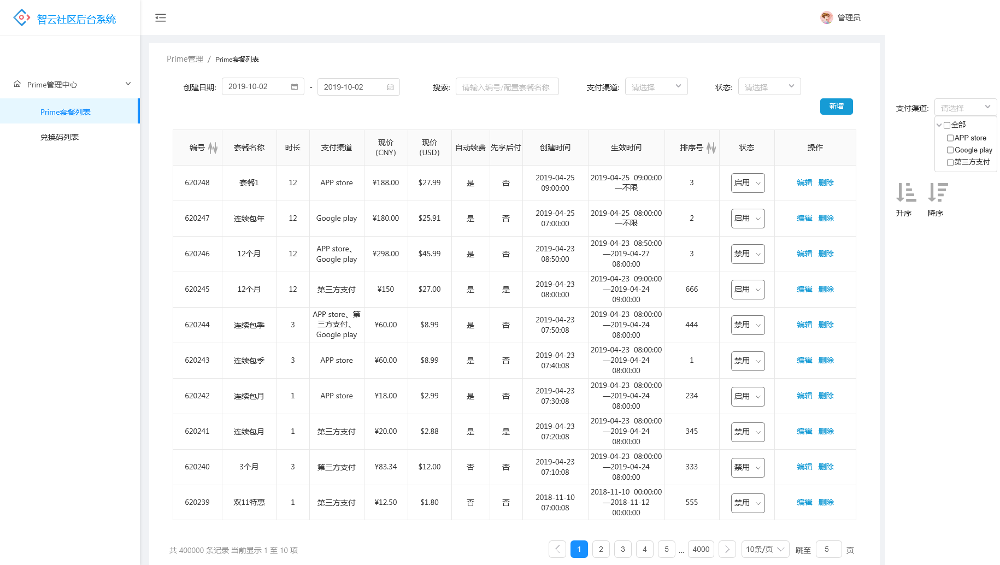 智云社区后台系统
管理员
Prime管理中心
Prime套餐列表
兑换码列表
Prime管理 / Prime套餐列表
创建日期: 2019-10-02 - 2019-10-02 搜索: 请输入编号/配置套餐名称 支付渠道: 请选择 状态: 请选择
新增
编号 套餐名称 时长 支付渠道 现价 (CNY) 现价 (USD) 自动续费 先享后付 创建时间 生效时间 排序号 状态 操作
620248 套餐1 12 APP store ¥188.00 $27.99 是 否 2019-04-25 09:00:00 2019-04-25 09:00:00 —不限 3 启用 编辑 删除
620247 连续包年 12 Google play ¥180.00 $25.91 是 否 2019-04-25 07:00:00 2019-04-25 08:00:00 —不限 2 启用 编辑 删除
620246 12个月 12 APP store、Google play ¥298.00 $45.99 是 否 2019-04-23 08:50:00 2019-04-23 08:50:00 —2019-04-27 08:00:00 3 禁用 编辑 删除
620245 12个月 12 第三方支付 ¥150 $27.00 是 是 2019-04-23 08:00:00 2019-04-23 09:00:00 —2019-04-24 09:00:00 666 启用 编辑 删除
620244 连续包季 3 APP store、第三方支付、Google play ¥60.00 $8.99 是 否 2019-04-23 07:50:08 2019-04-23 08:00:00 —2019-04-24 08:00:00 444 禁用 编辑 删除
620243 连续包季 3 APP store ¥60.00 $8.99 是 否 2019-04-23 07:40:08 2019-04-23 08:00:00 —2019-04-24 08:00:00 1 禁用 编辑 删除
620242 连续包月 1 APP store ¥18.00 $2.99 是 否 2019-04-23 07:30:08 2019-04-23 08:00:00 —2019-04-24 08:00:00 234 启用 编辑 删除
620241 连续包月 1 第三方支付 ¥20.00 $2.88 是 是 2019-04-23 07:20:08 2019-04-23 08:00:00 —2019-04-24 08:00:00 345 禁用 编辑 删除
620240 3个月 3 第三方支付 ¥83.34 $12.00 否 否 2019-04-23 07:10:08 2019-04-23 08:00:00 —2019-04-24 08:00:00 333 禁用 编辑 删除
620239 双11特惠 1 第三方支付 ¥12.50 $1.80 否 否 2018-11-10 07:00:08 2018-11-10 00:00:00 —2018-11-12 00:00:00 555 禁用 编辑 删除
共 400000 条记录 当前显示 1 至 10 项
1 2 3 4 5 ... 4000 10条/页 跳至 5 页
支付渠道: 请选择
全部
APP store
Google play
第三方支付
升序 降序